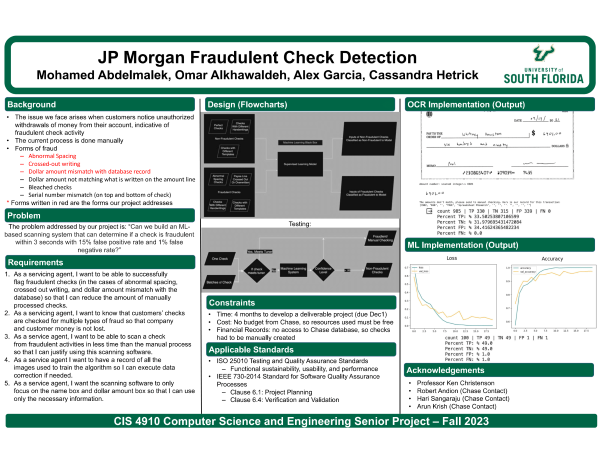 JP Morgan Fraudulent Check Detection
Mohamed Abdelmalek, Omar Alkhawaldeh, Alex Garcia, Cassandra Hetrick
UNIVERSITY of
SOUTH FLORIDA
Background
• The issue we face arises when customers notice unauthorized
withdrawals of money from their account, indicative of
fraudulent check activity
• The current process is done manually
• Forms of fraud
– Abnormal Spacing
– Crossed-out writing
– Dollar amount mismatch with database record
– Dollar amount not matching what is written on the amount line
– Bleached checks
– Serial number mismatch (on top and bottom of check)
* Forms written in red are the forms our project addresses
Problem
The problem addressed by our project is: "Can we build an ML-
based scanning system that can determine if a check is fraudulent
within 3 seconds with 15% false positive rate and 1% false
negative rate?"
Requirements
1. As a servicing agent, I want to be able to successfully
flag fraudulent checks (in the cases of abnormal spacing,
crossed out writing, and dollar amount mismatch with the
database) so that I can reduce the amount of manually
processed checks.
2. As a servicing agent, I want to know that customers' checks
are checked for multiple types of fraud so that company
and customer money is not lost.
3. As a service agent, I want to be able to scan a check
from fraudulent activities in less time than the manual process
so that I can justify using this scanning software.
4. As a service agent I want to have a record of all the
images used to train the algorithm so I can execute data
correction if needed.
5. As a service agent, I want the scanning software to only
focus on the name box and dollar amount box so that I can use
only the necessary information.
Design (Flowcharts)
Non-Fraudulent Checks
Supervised Learning Model
Fraudulent Checks
Testing:
Fraudulent
Manual Checking
One Check
Batches of Check
Machine Learning
System
Confidence
Level
Non-Fraudulent
Checks
Constraints
• Time: 4 months to develop a deliverable project (due Dec1)
• Cost: No budget from Chase, so resources used must be free
• Financial Records: no access to Chase database, so checks
had to be manually created
Applicable Standards
• ISO 25010 Testing and Quality Assurance Standards
– Functional sustainability, usability, and performance
• IEEE 730-2014 Standard for Software Quality Assurance
Processes
– Clause 6.1: Project Planning
– Clause 6.4: Verification and Validation
OCR Implementation (Output)
$
count 985 | TP 330 | TN 315 | FP 339 | FN 0
Percent FN: % 0.0
ML Implementation (Output)
Loss
Accuracy
count 100 | TP 49 | TN 49 | FP 1 | FN 1
Percent TP: % 49.0
Percent TN: % 49.0
Percent FP: % 1.0
Percent FN: % 1.0
Acknowledgements
• Professor Ken Christenson
• Robert Andion (Chase Contact)
• Hari Sangaraju (Chase Contact)
• Arun Krish (Chase Contact)
CIS 4910 Computer Science and Engineering Senior Project – Fall 2023